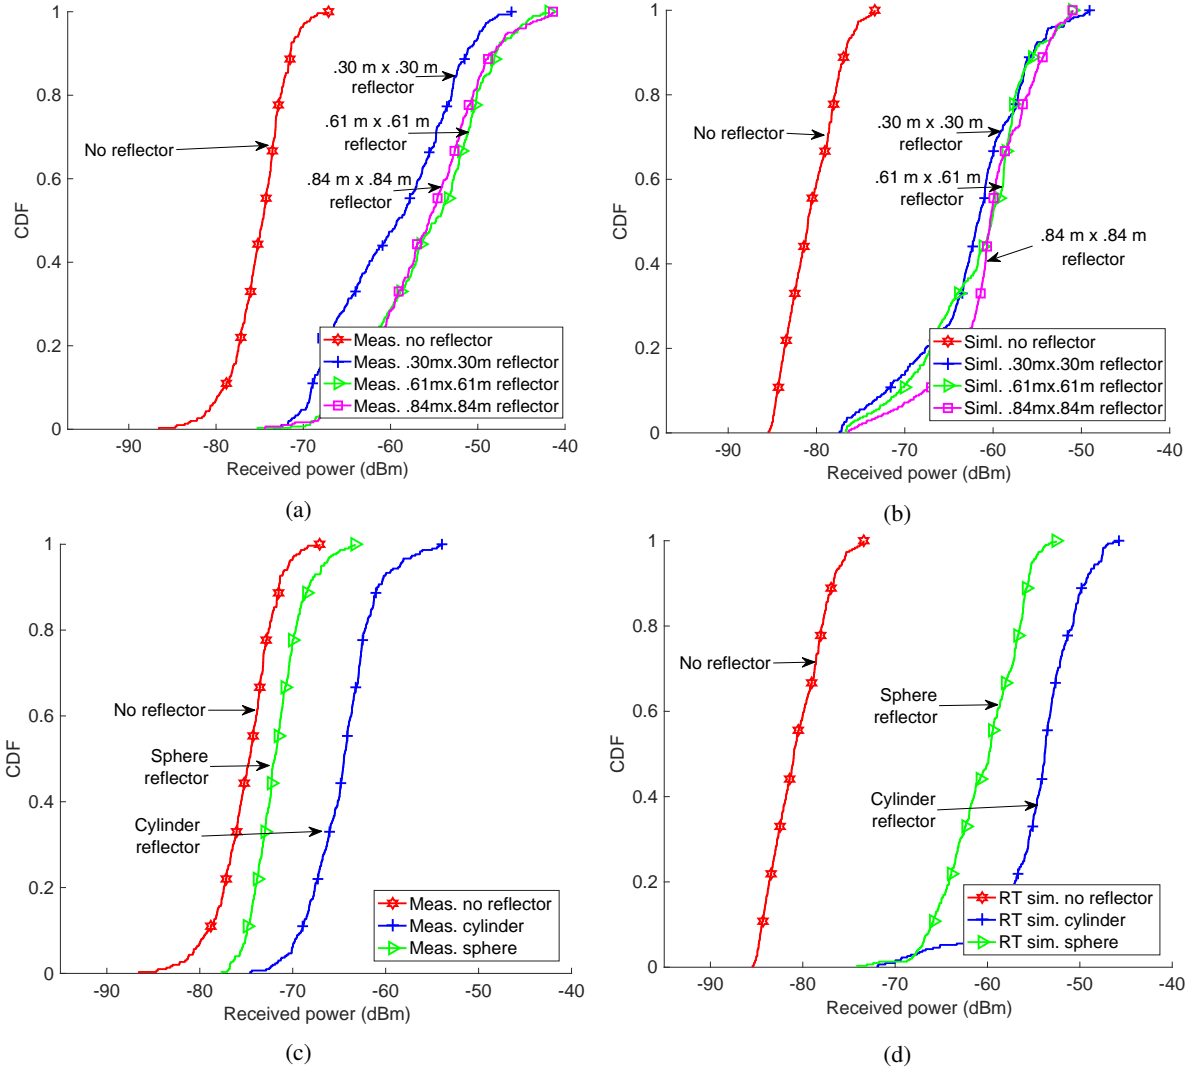 1
0.8
0.6
0.4
0.2
0
CDF
-90
-80
-70
-60
-50
-40
Received power (dBm)
No reflector
.30 m x .30 m
reflector
.61 m x .61 m
reflector
.84 m x .84 m
reflector
Meas. no reflector
Meas. .30mx.30m reflector
Meas. .61mx.61m reflector
Meas. .84mx.84m reflector
(a)
1
0.8
0.6
0.4
0.2
0
CDF
-90
-80
-70
-60
-50
-40
Received power (dBm)
No reflector
.30 m x .30 m
reflector
.61 m x .61 m
reflector
.84 m x .84 m
reflector
Siml. no reflector
Siml. .30mx.30m reflector
Siml. .61mx.61m reflector
Siml. .84mx.84m reflector
(b)
1
0.8
0.6
0.4
0.2
0
CDF
-90
-80
-70
-60
-50
-40
Received power (dBm)
No reflector
Sphere
reflector
Cylinder
reflector
Meas. no reflector
Meas. cylinder
Meas. sphere
(c)
1
0.8
0.6
0.4
0.2
0
CDF
-90
-80
-70
-60
-50
-40
Received power (dBm)
No reflector
Sphere
reflector
Cylinder
reflector
RT sim. no reflector
RT sim. cylinder
RT sim. sphere
(d)